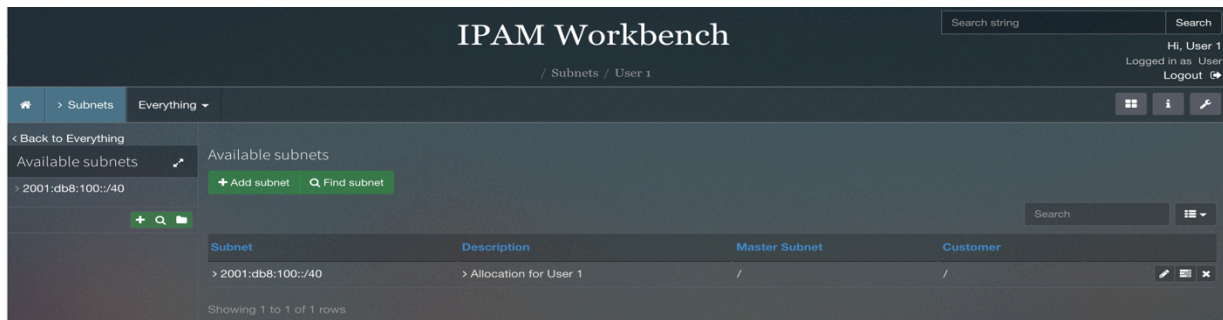 IPAM Workbench
/ Subnets / User 1
Search string
Search
Hi, User 1
Logged in as User
Logout
> Subnets
Everything
< Back to Everything
Available subnets
> 2001:db8:100::/40
Available subnets
+ Add subnet
Find subnet
Search
Subnet Description Master Subnet Customer
> 2001:db8:100::/40 > Allocation for User 1 / /
Showing 1 to 1 of 1 rows